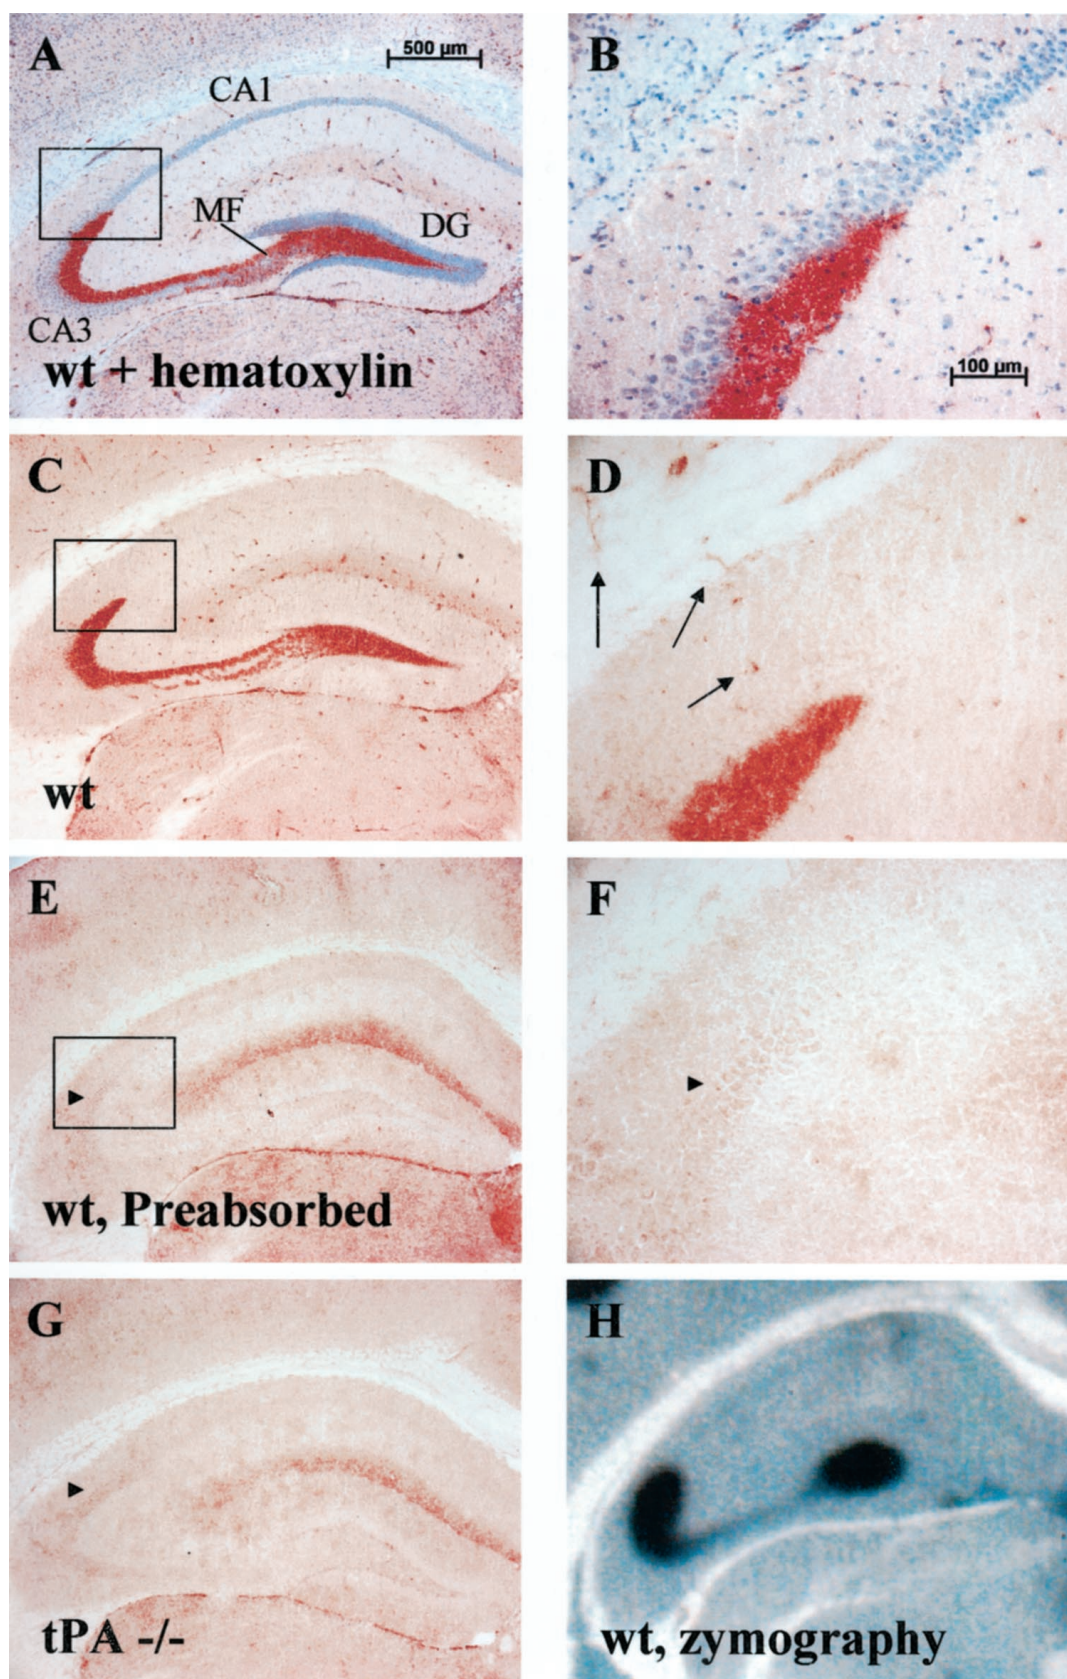 A
500 µm
CA1
MF
DG
CA3
wt + hematoxylin
B
100 µm
C
wt
D
E
wt, Preabsorbed
F
G
tPA -/-
H
wt, zymography